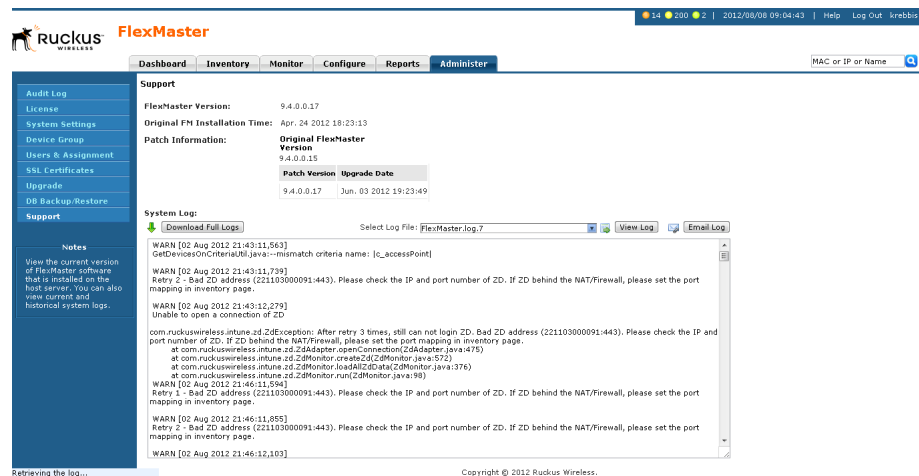 14 200 2 | 2012/08/08 09:04:43 | Help Log Out krebbis
Ruckus WIRELESS FlexMaster
Dashboard Inventory Monitor Configure Reports Administer
MAC or IP or Name
Audit Log
License
System Settings
Device Group
Users & Assignment
SSL Certificates
Upgrade
DB Backup/Restore
Support
Notes
View the current version
of FlexMaster software
that is installed on the
host server. You can also
view current and
historical system logs.
Support
FlexMaster Version: 9.4.0.0.17
Original FM Installation Time: Apr. 24 2012 18:23:13
Patch Information: Original FlexMaster
Version
9.4.0.0.15
Patch Version Upgrade Date
9.4.0.0.17 Jun. 03 2012 19:23:49
System Log:
Download Full Logs Select Log File: FlexMaster.log.7 View Log Email Log
WARN [02 Aug 2012 21:43:11,563]
GetDevicesOnCriteriaUtil.java:--mismatch criteria name: |c_accessPoint|
WARN [02 Aug 2012 21:43:11,739]
Retry 2 - Bad ZD address (221103000091:443). Please check the IP and port number of ZD. If ZD behind the NAT/Firewall, please set the port
mapping in inventory page.
WARN [02 Aug 2012 21:43:12,279]
Unable to open a connection of ZD
com.ruckuswireless.intune.zd.ZdException: After retry 3 times, still can not login ZD. Bad ZD address (221103000091:443). Please check the IP and
port number of ZD. If ZD behind the NAT/Firewall, please set the port mapping in inventory page.
at com.ruckuswireless.intune.zd.ZdAdapter.openConnection(ZdAdapter.java:475)
at com.ruckuswireless.intune.zd.ZdMonitor.createZd(ZdMonitor.java:572)
at com.ruckuswireless.intune.zd.ZdMonitor.loadAllZdData(ZdMonitor.java:376)
at com.ruckuswireless.intune.zd.ZdMonitor.run(ZdMonitor.java:98)
WARN [02 Aug 2012 21:46:11,594]
Retry 1 - Bad ZD address (221103000091:443). Please check the IP and port number of ZD. If ZD behind the NAT/Firewall, please set the port
mapping in inventory page.
WARN [02 Aug 2012 21:46:11,855]
Retry 2 - Bad ZD address (221103000091:443). Please check the IP and port number of ZD. If ZD behind the NAT/Firewall, please set the port
mapping in inventory page.
WARN [02 Aug 2012 21:46:12,103]
Retrieving the log...
Copyright © 2012 Ruckus Wireless.